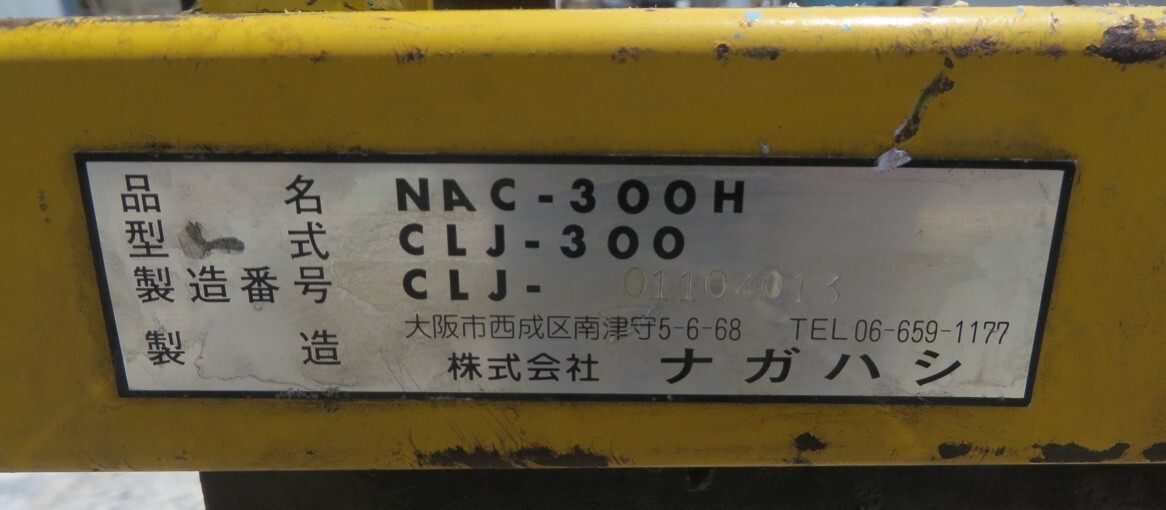 品名 NAC-300H
型式 CLJ-300
製造番号 CLJ-
大阪市西成区南津守5-6-68 TEL 06-659-1177
製造 株式会社 ナガハシ